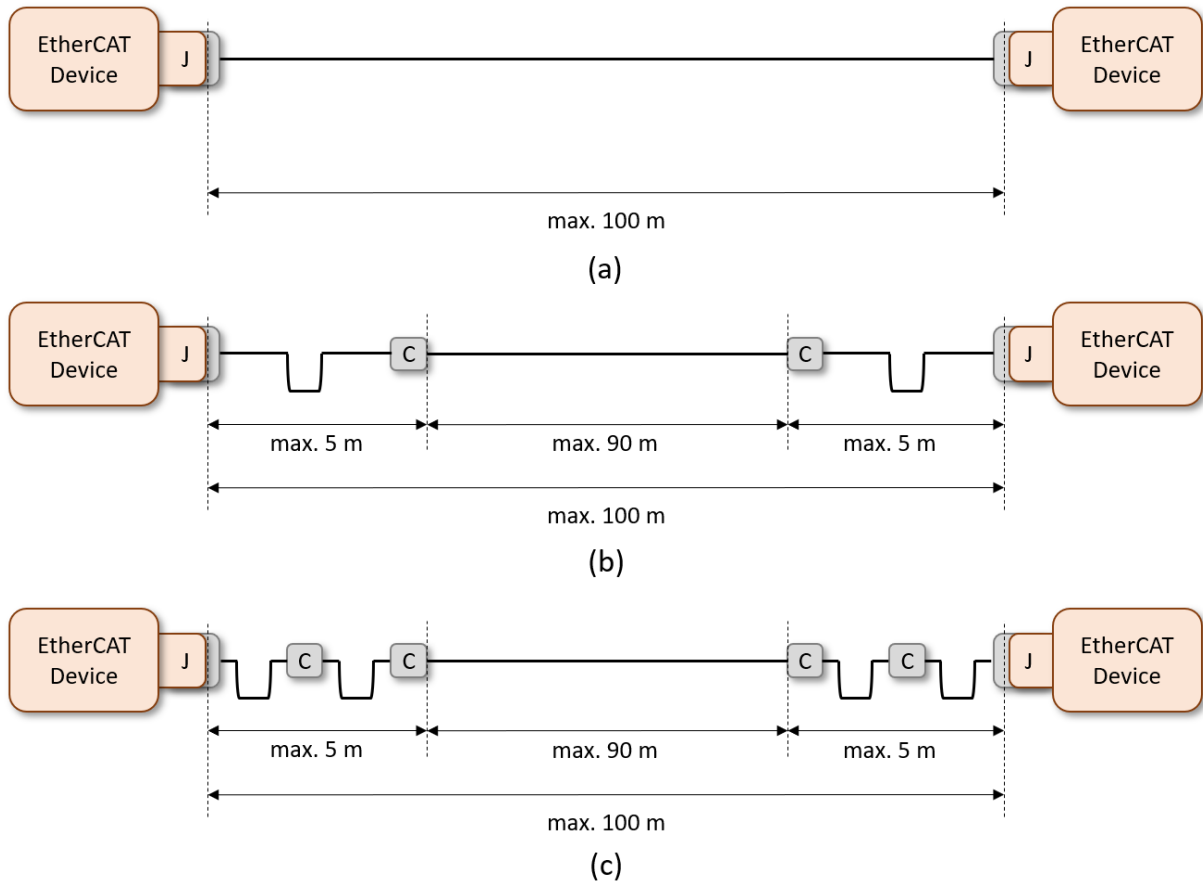 EtherCAT
Device
J
J
EtherCAT
Device
max. 100 m
(a)
EtherCAT
Device
J
C
C
J
EtherCAT
Device
max. 5 m
max. 90 m
max. 5 m
max. 100 m
(b)
EtherCAT
Device
J
C
C
C
C
J
EtherCAT
Device
max. 5 m
max. 90 m
max. 5 m
max. 100 m
(c)